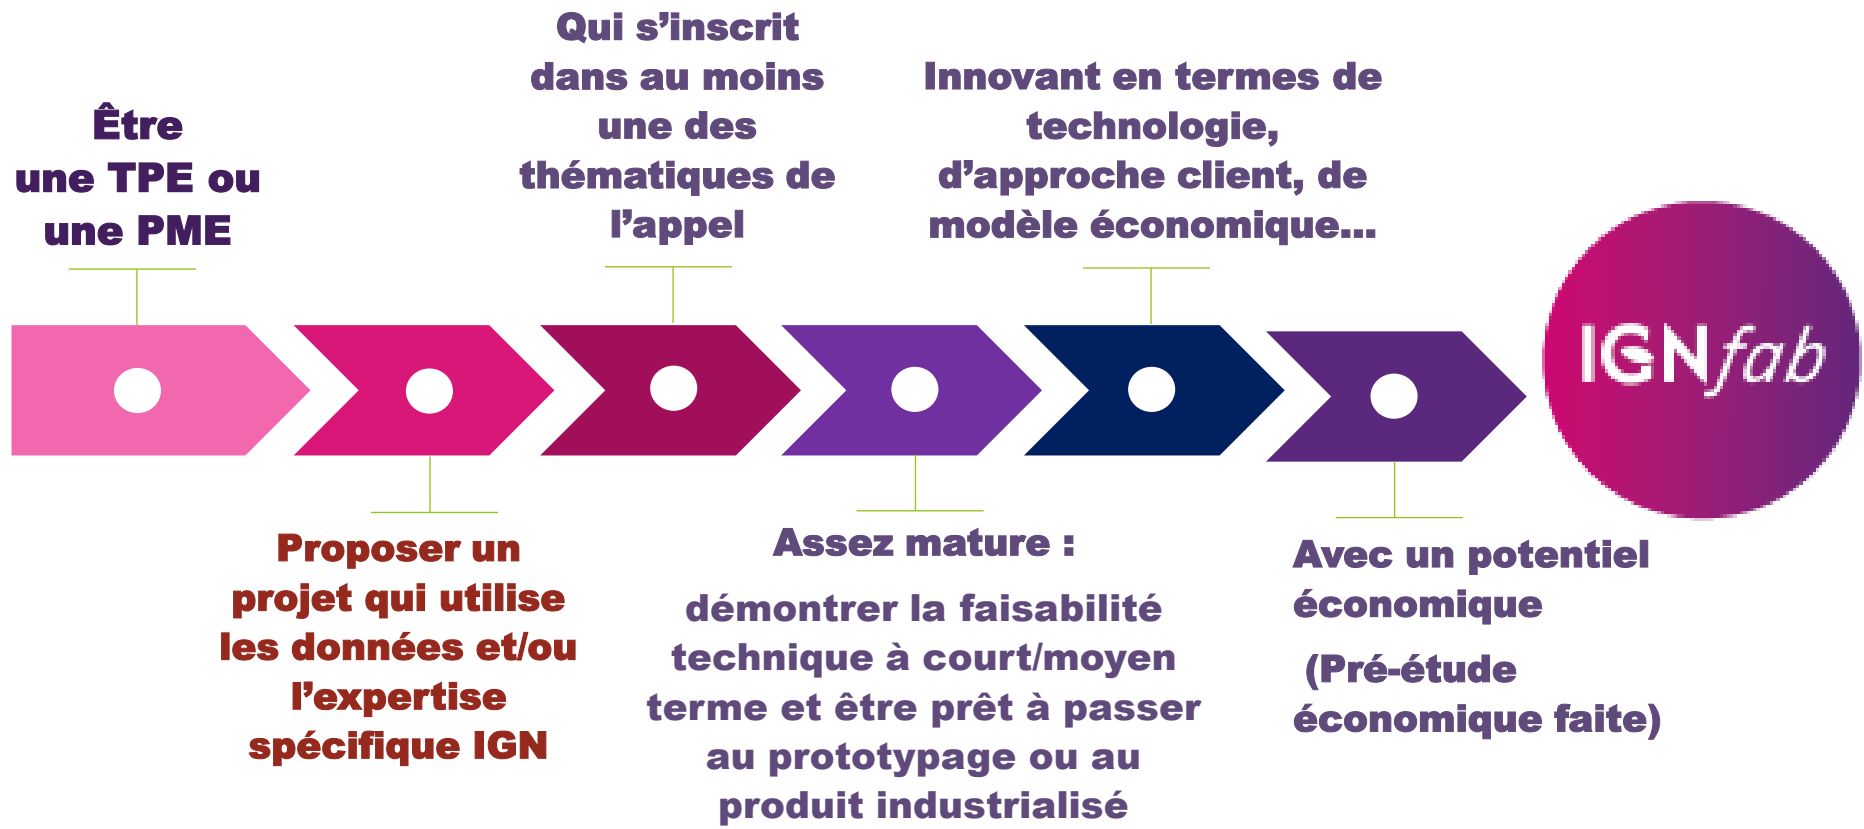 Être
une TPE ou
une PME
Proposer un
projet qui utilise
les données et/ou
l’expertise
spécifique IGN
Qui s’inscrit
dans au moins
une des
thématiques de
l’appel
Assez mature :
démontrer la faisabilité
technique à court/moyen
terme et être prêt à passer
au prototypage ou au
produit industrialisé
Innovant en termes de
technologie,
d’approche client, de
modèle économique...
Avec un potentiel
économique
(Pré-étude
économique faite)
IGNfab